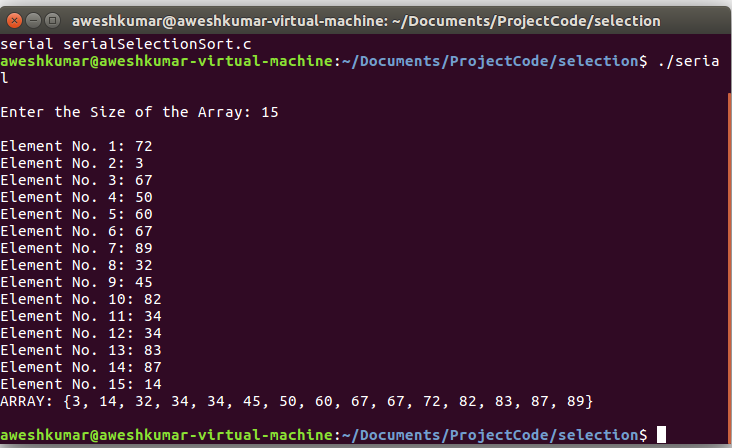 aweshkumar@aweshkumar-virtual-machine: ~/Documents/ProjectCode/selection
serial serialSelectionSort.c
aweshkumar@aweshkumar-virtual-machine:~/Documents/ProjectCode/selection$ ./seria
l
Enter the Size of the Array: 15
Element No. 1: 72
Element No. 2: 3
Element No. 3: 67
Element No. 4: 50
Element No. 5: 60
Element No. 6: 67
Element No. 7: 89
Element No. 8: 32
Element No. 9: 45
Element No. 10: 82
Element No. 11: 34
Element No. 12: 34
Element No. 13: 83
Element No. 14: 87
Element No. 15: 14
ARRAY: {3, 14, 32, 34, 34, 45, 50, 60, 67, 67, 72, 82, 83, 87, 89}
aweshkumar@aweshkumar-virtual-machine:~/Documents/ProjectCode/selection$